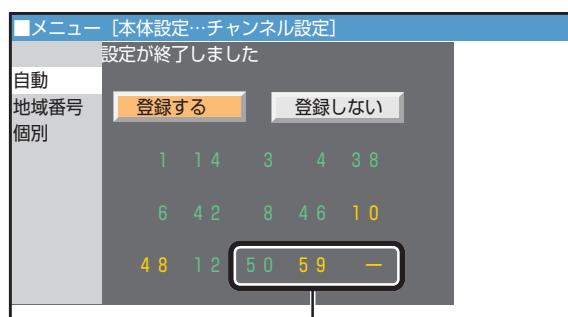 ■メニュー [本体設定…チャンネル設定]
設定が終了しました
自動
地域番号
個別
登録する 登録しない
1 14 3 4 38
6 42 8 46 10
48 12 50 59 ー